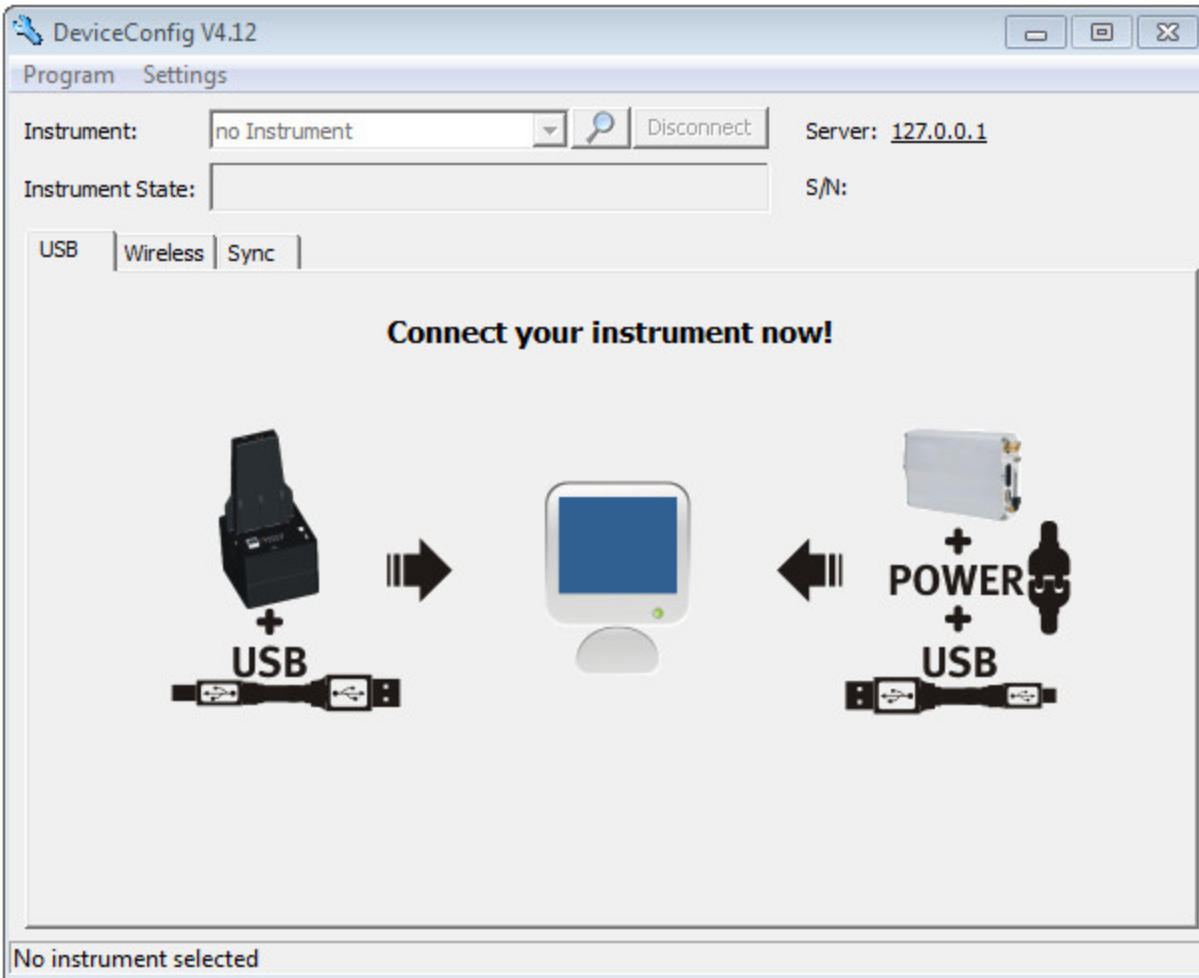 DeviceConfig V4.12
Program Settings
Instrument: no Instrument Disconnect Server: 127.0.0.1
Instrument State: S/N:
USB Wireless Sync
Connect your instrument now!
+
POWER
+
+
USB
USB
No instrument selected